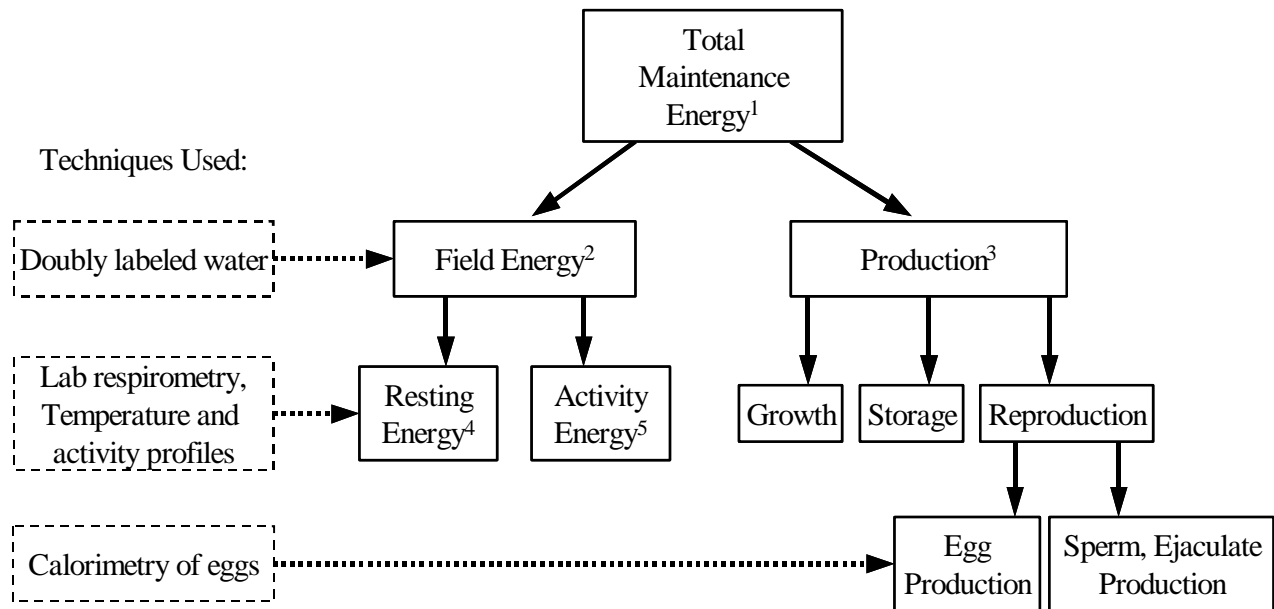 Total
Maintenance
Energy¹
Techniques Used:
Doubly labeled water
Field Energy²
Production³
Lab respirometry,
Temperature and
activity profiles
Resting
Energy⁴
Activity
Energy⁵
Growth
Storage
Reproduction
Calorimetry of eggs
Egg
Production
Sperm, Ejaculate
Production